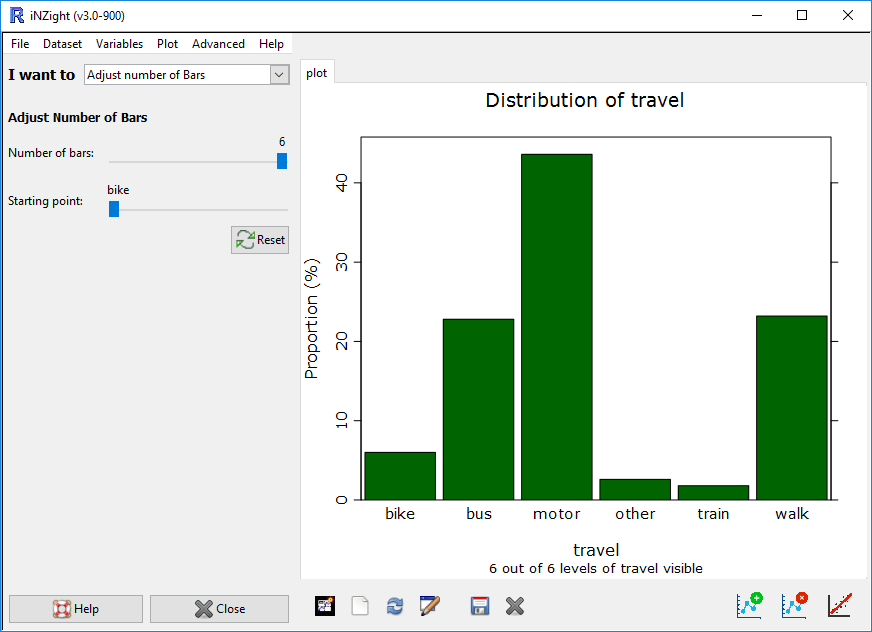 iNZight (v3.0-900)
File Dataset Variables Plot Advanced Help
I want to Adjust number of Bars
plot
Adjust Number of Bars
6
Number of bars:
bike
Starting point:
Reset
Distribution of travel
Proportion (%)
40
30
20
10
0
bike bus motor other train walk
travel
6 out of 6 levels of travel visible
Help Close